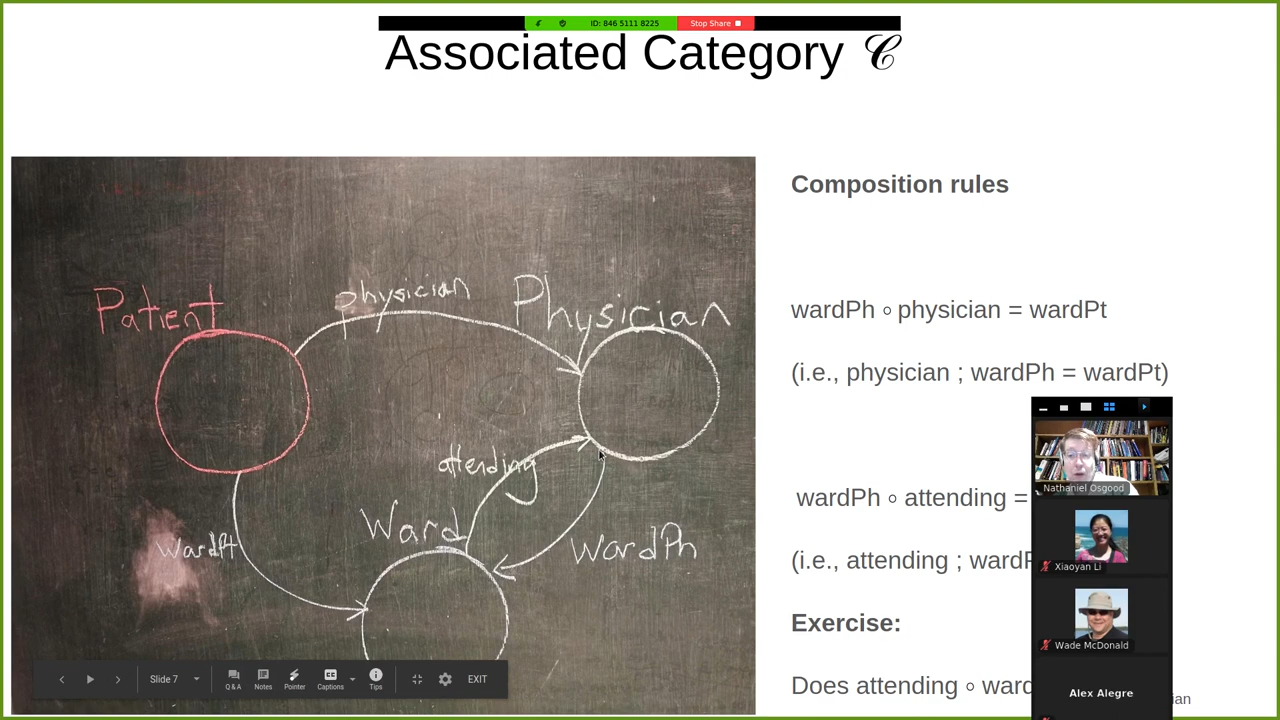 ID: 846 5111 8225 Stop Share
Associated Category 𝒞
Composition rules
Patient
physician
Physician
wardPh ∘ physician = wardPt
(i.e., physician ; wardPh = wardPt)
attending
Ward
WardPt
WardPh
wardPh ∘ attending =
(i.e., attending ; wardP
Exercise:
Does attending ∘ ward
ian
Nathaniel Osgood
Xiaoyan Li
Wade McDonald
Alex Alegre
Slide 7
Q & A
Notes
Pointer
Captions
Tips
EXIT